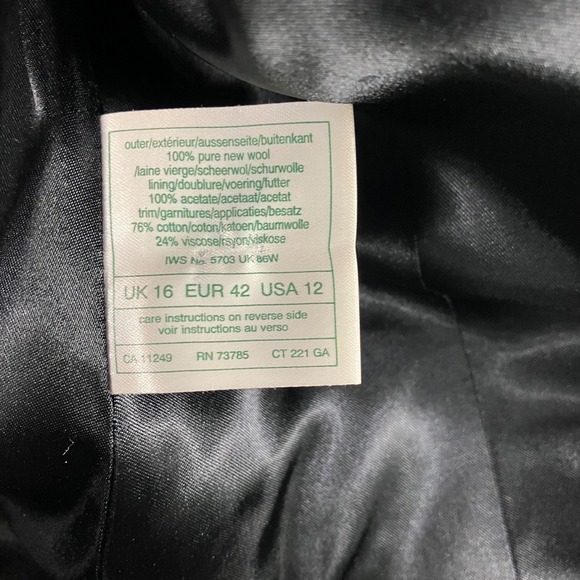 outer/extérieur/aussenseite/buitenkant
100% pure new wool
/laine vierge/scheerwol/schurwolle
lining/doublure/voering/futter
100% acetate/acetaat/acetat
trim/garnitures/applicaties/besatz
76% cotton/coton/katoen/baumwolle
24% viscose/rayon/viskose
IWS No. 5703 UK 86W
UK 16 EUR 42 USA 12
care instructions on reverse side
voir instructions au verso
CA 11249 RN 73785 CT 221 GA